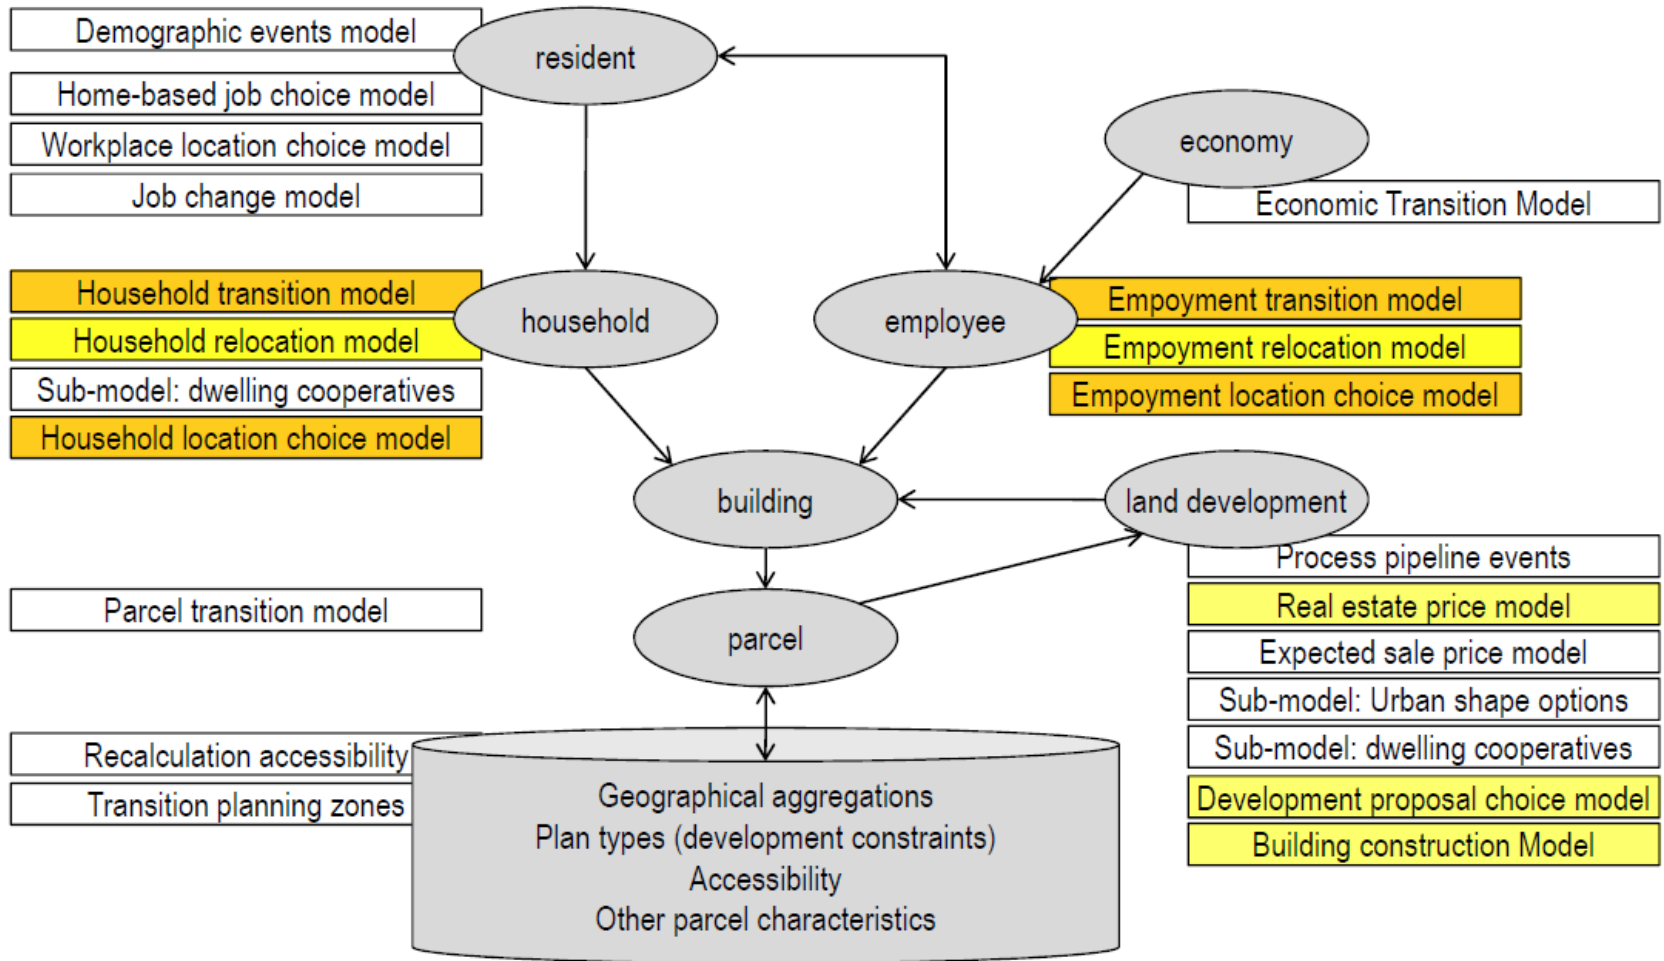 Demographic events model
resident
Home-based job choice model
Workplace location choice model
Job change model
economy
Economic Transition Model
Household transition model
Household relocation model
Sub-model: dwelling cooperatives
Household location choice model
household
employee
Empoyment transition model
Empoyment relocation model
Empoyment location choice model
building
land development
Process pipeline events
Real estate price model
Expected sale price model
Sub-model: Urban shape options
Sub-model: dwelling cooperatives
Development proposal choice model
Building construction Model
Parcel transition model
parcel
Recalculation accessibility
Transition planning zones
Geographical aggregations
Plan types (development constraints)
Accessibility
Other parcel characteristics